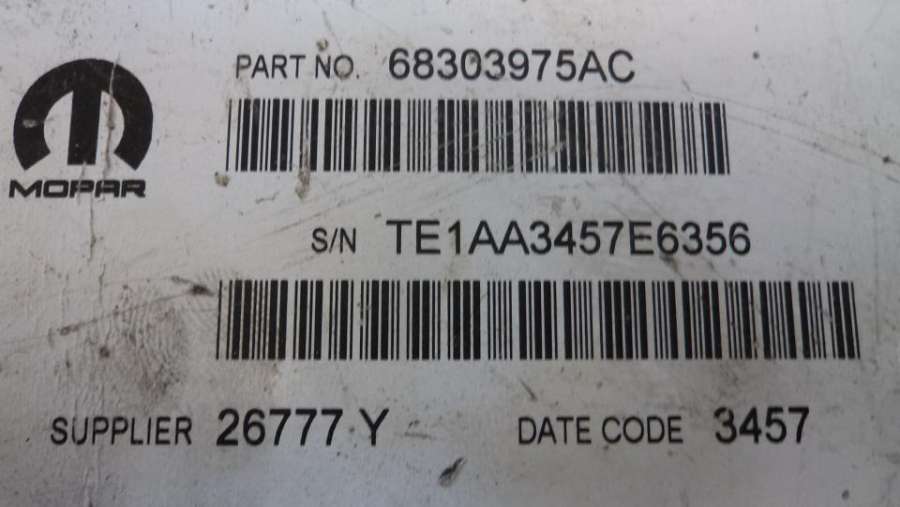 PART NO. 68303975AC
MOPAR
S/N TE1AA3457E6356
SUPPLIER 26777 Y
DATE CODE 3457